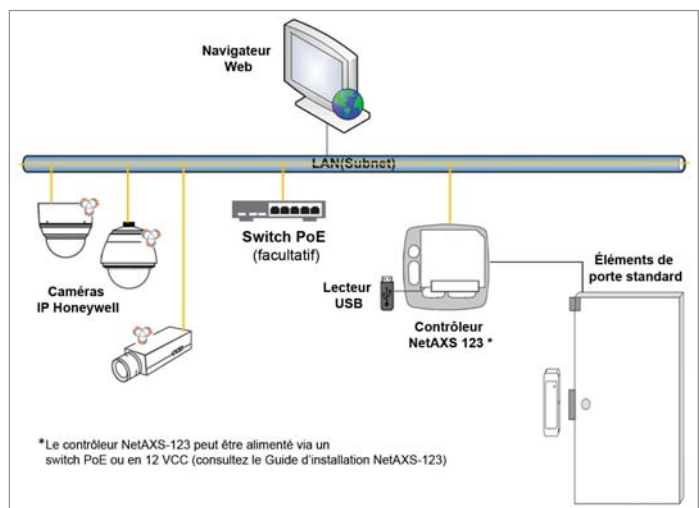 Navigateur
Web
LAN(Subnet)
Switch PoE
(facultatif)
Caméras
IP Honeywell
Lecteur
USB
Contrôleur
NetAXS 123 *
Éléments de
porte standard
*Le contrôleur NetAXS-123 peut être alimenté via un
switch PoE ou en 12 VCC (consultez le Guide d'installation NetAXS-123)